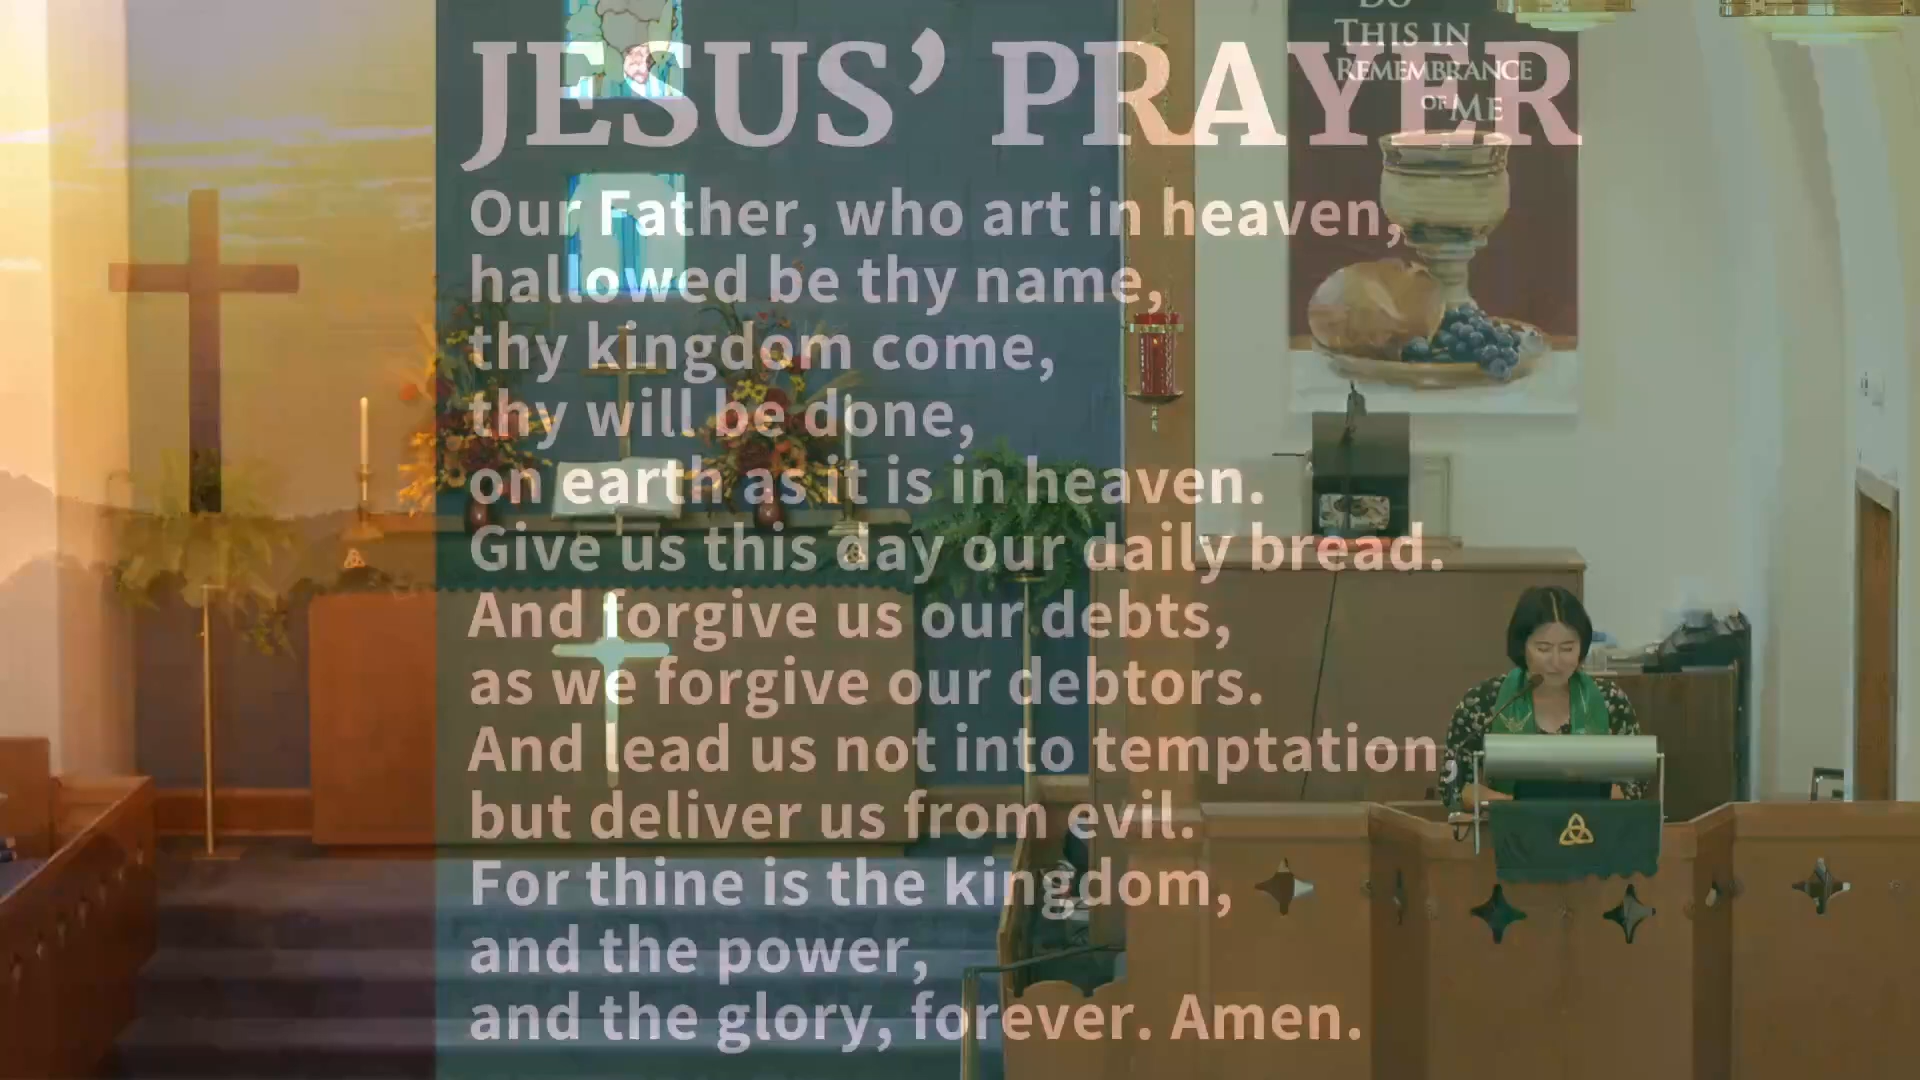 DO
THIS IN
REMEMBRANCE
OF ME
JESUS’ PRAYER
Our Father, who art in heaven,
hallowed be thy name,
thy kingdom come,
thy will be done,
on earth as it is in heaven.
Give us this day our daily bread.
And forgive us our debts,
as we forgive our debtors.
And lead us not into temptation,
but deliver us from evil.
For thine is the kingdom,
and the power,
and the glory, forever. Amen.